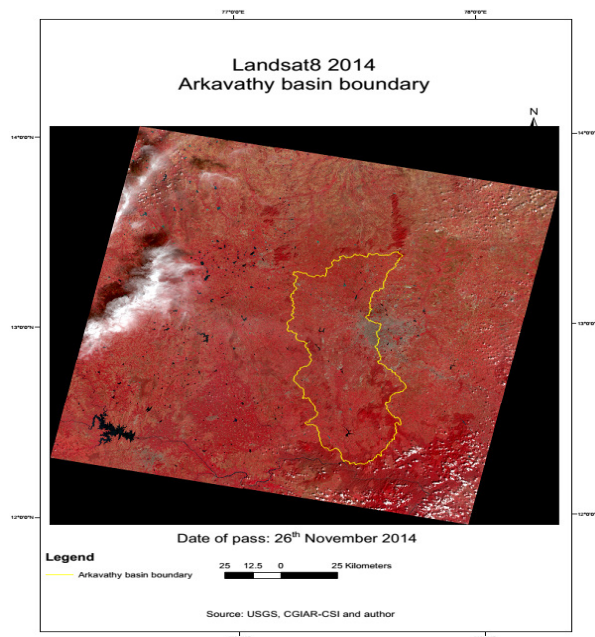 77°0'0"E 78°0'0"E
Landsat8 2014
Arkavathy basin boundary
N
14°0'0"N 14°0'0"N
13°0'0"N 13°0'0"N
12°0'0"N 12°0'0"N
Date of pass: 26th November 2014
Legend
Arkavathy basin boundary
25 12.5 0 25 Kilometers
Source: USGS, CGIAR-CSI and author